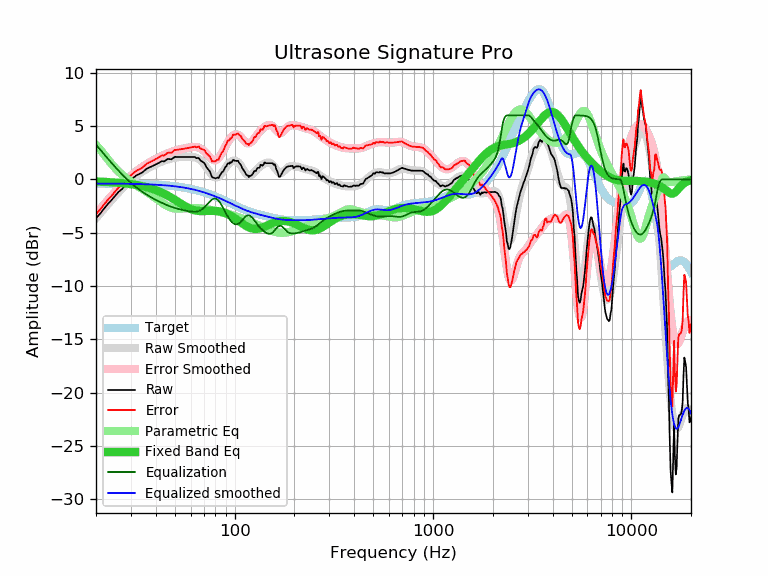 Ultrasone Signature Pro
10
5
0
−5
−10
−15
−20
−25
−30
Amplitude (dBr)
Target
Raw Smoothed
Error Smoothed
Raw
Error
Parametric Eq
Fixed Band Eq
Equalization
Equalized smoothed
100
1000
10000
Frequency (Hz)